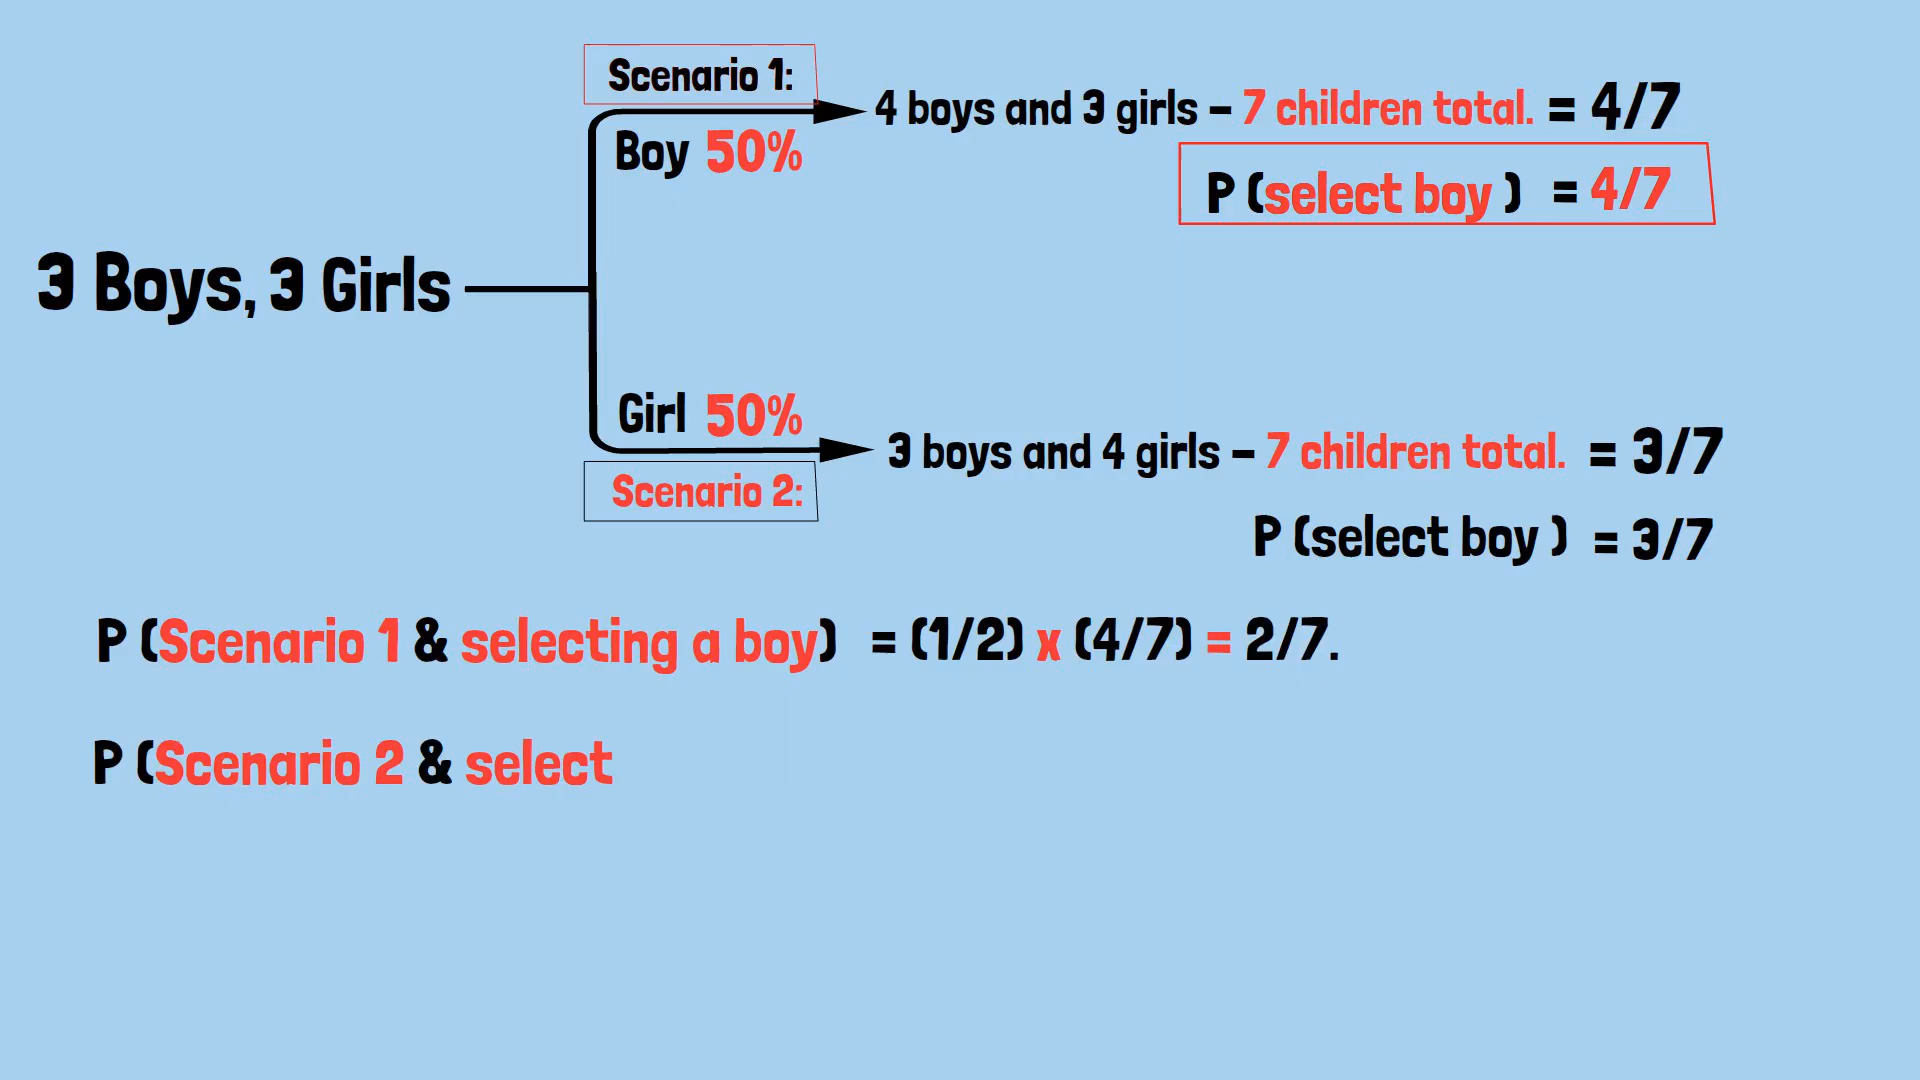 Scenario 1:
4 boys and 3 girls – 7 children total. = 4/7
Boy 50%
P (select boy ) = 4/7
3 Boys, 3 Girls
Girl 50%
3 boys and 4 girls – 7 children total. = 3/7
Scenario 2:
P (select boy ) = 3/7
P (Scenario 1 & selecting a boy) = (1/2) x (4/7) = 2/7.
P (Scenario 2 & select